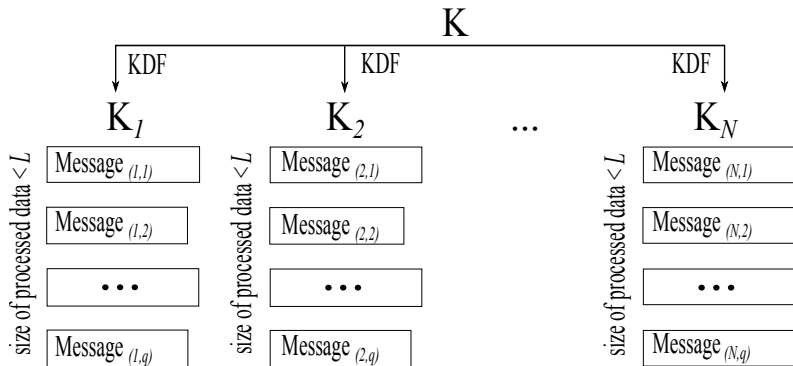 K
KDF KDF KDF
K1 K2 ... KN
size of processed data < L
Message (1,1)
Message (1,2)
...
Message (1,q)
size of processed data < L
Message (2,1)
Message (2,2)
...
Message (2,q)
size of processed data < L
Message (N,1)
Message (N,2)
...
Message (N,q)